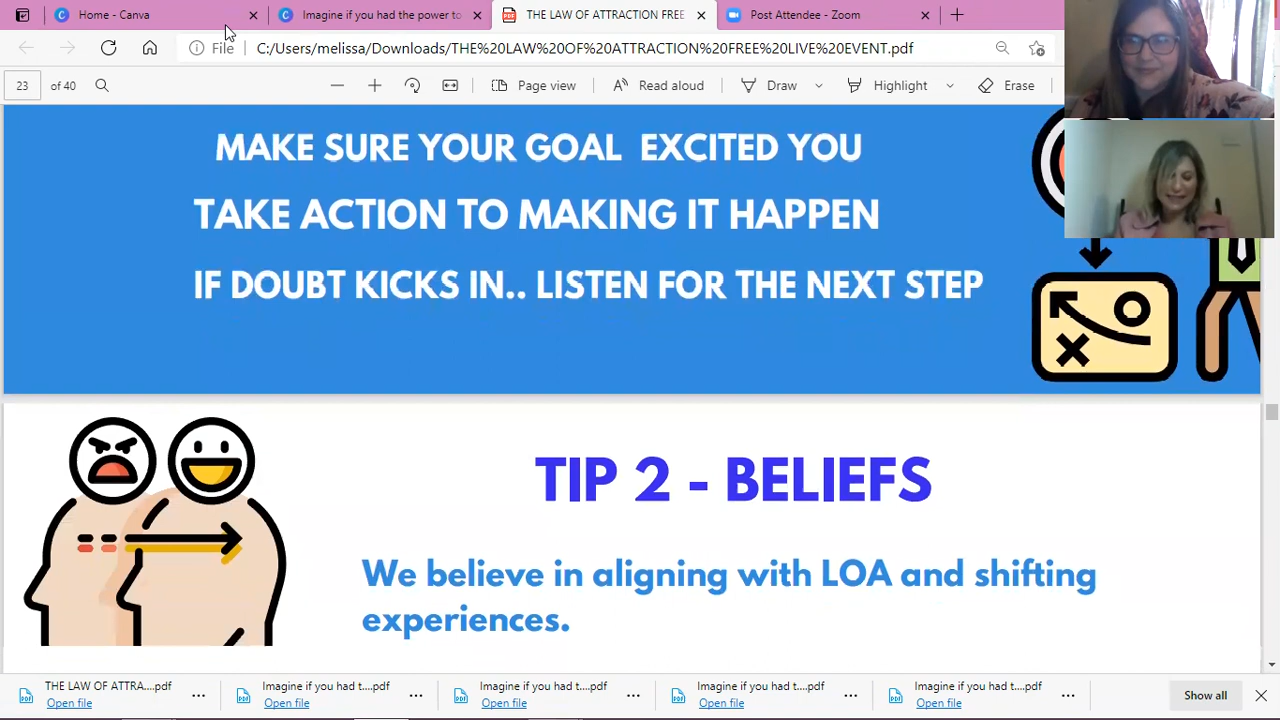 Home - Canva
Imagine if you had the power to
THE LAW OF ATTRACTION FREE
Post Attendee - Zoom
File
C:/Users/melissa/Downloads/THE%20LAW%20OF%20ATTRACTION%20FREE%20LIVE%20EVENT.pdf
23 of 40
Page view
Read aloud
Draw
Highlight
Erase
MAKE SURE YOUR GOAL EXCITED YOU
TAKE ACTION TO MAKING IT HAPPEN
IF DOUBT KICKS IN.. LISTEN FOR THE NEXT STEP
TIP 2 - BELIEFS
We believe in aligning with LOA and shifting
experiences.
THE LAW OF ATTRA....pdf
Open file
Imagine if you had t....pdf
Open file
Imagine if you had t....pdf
Open file
Imagine if you had t....pdf
Open file
Imagine if you had t....pdf
Open file
Show all